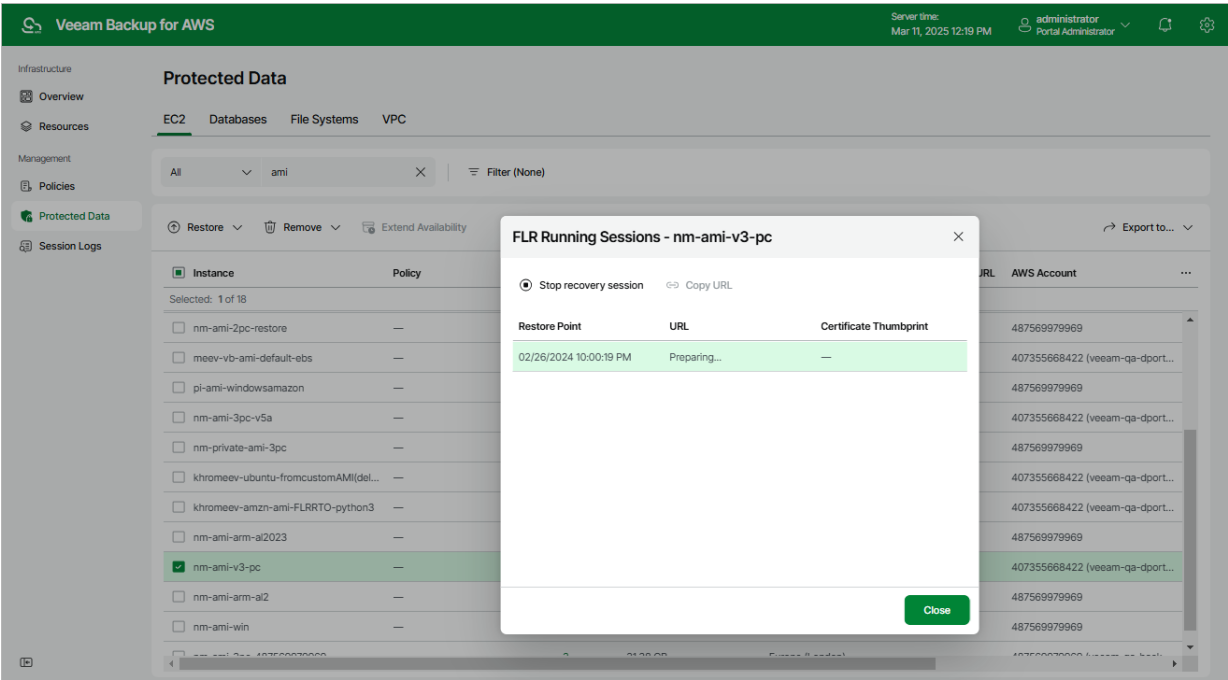 Veeam Backup for AWS
Server time:
Mar 11, 2025 12:19 PM
administrator
Portal Administrator
Infrastructure
Overview
Resources
Management
Policies
Protected Data
Session Logs
Protected Data
EC2 Databases File Systems VPC
All ami Filter (None)
Restore Remove Extend Availability Export to...
Instance Policy URL AWS Account ...
Selected: 1 of 18
nm-ami-2pc-restore — 487569979969
meev-vb-ami-default-ebs — 407355668422 (veeam-qa-dport...
pi-ami-windowsamazon — 487569979969
nm-ami-3pc-v5a — 407355668422 (veeam-qa-dport...
nm-private-ami-3pc — 487569979969
khromeev-ubuntu-fromcustomAMI(del... — 407355668422 (veeam-qa-dport...
khromeev-amzn-ami-FLRRTO-python3 — 407355668422 (veeam-qa-dport...
nm-ami-arm-al2023 — 487569979969
nm-ami-v3-pc — 407355668422 (veeam-qa-dport...
nm-ami-arm-al2 — 487569979969
nm-ami-win — 487569979969
FLR Running Sessions - nm-ami-v3-pc
Stop recovery session Copy URL
Restore Point URL Certificate Thumbprint
02/26/2024 10:00:19 PM Preparing... —
Close